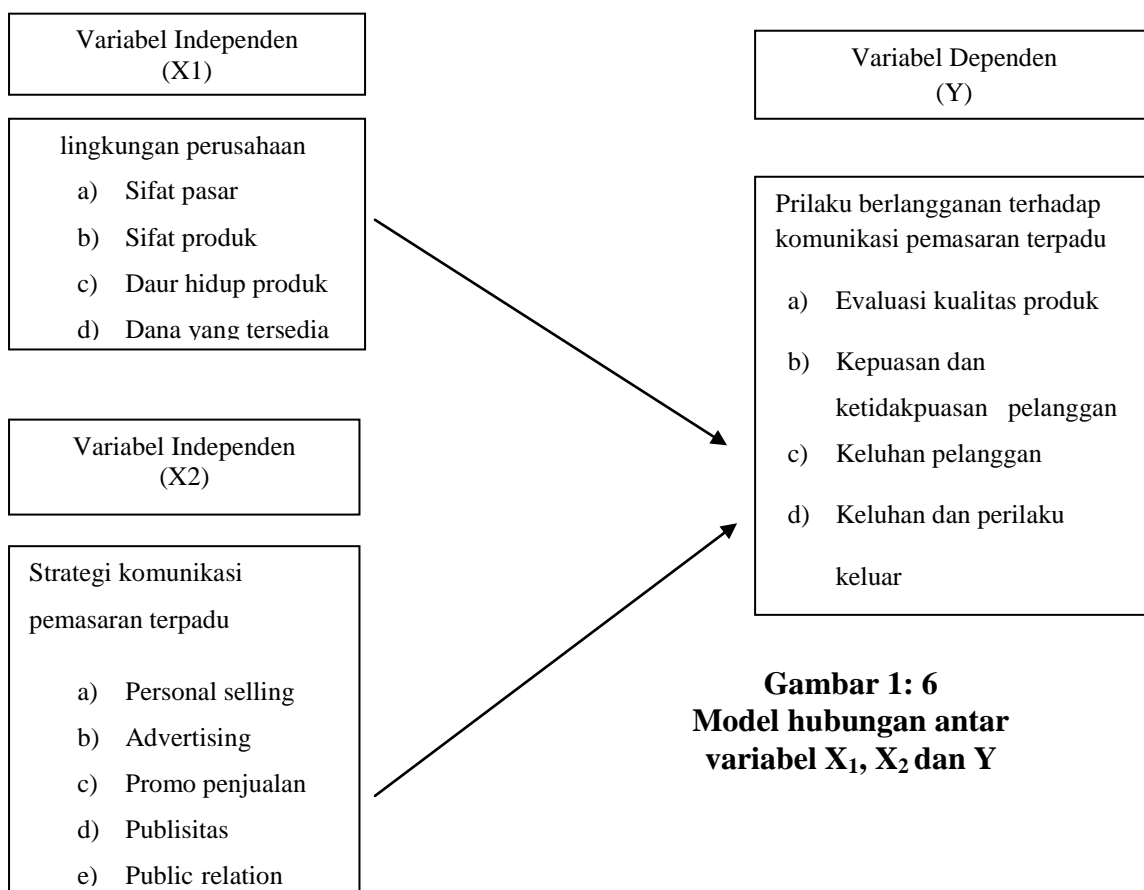 Variabel Independen
(X1)
lingkungan perusahaan
a) Sifat pasar
b) Sifat produk
c) Daur hidup produk
d) Dana yang tersedia
Variabel Independen
(X2)
Strategi komunikasi
pemasaran terpadu
a) Personal selling
b) Advertising
c) Promo penjualan
d) Publisitas
e) Public relation
Variabel Dependen
(Y)
Prilaku berlangganan terhadap
komunikasi pemasaran terpadu
a) Evaluasi kualitas produk
b) Kepuasan dan
ketidakpuasan pelanggan
c) Keluhan pelanggan
d) Keluhan dan perilaku
keluar
Gambar 1: 6
Model hubungan antar
variabel X₁, X₂ dan Y